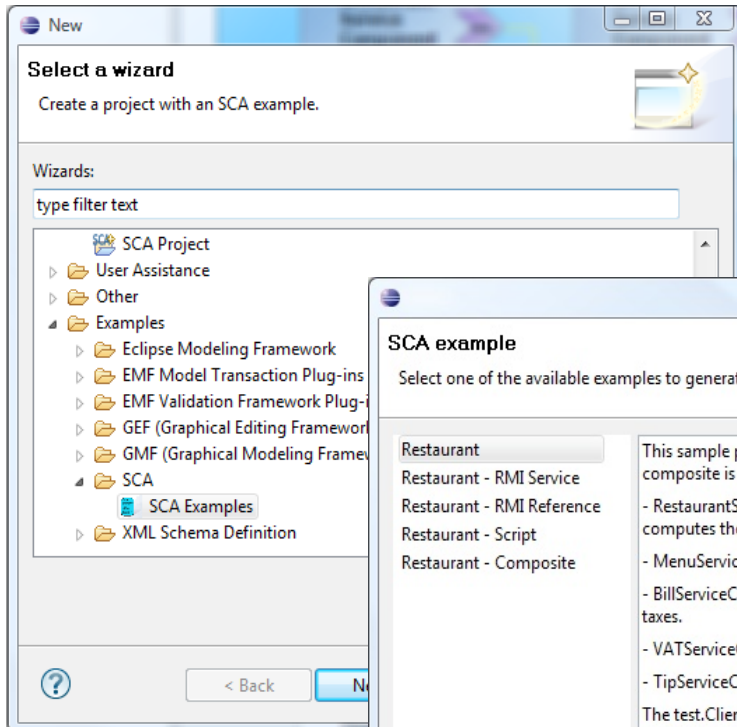 New
Select a wizard
Create a project with an SCA example.
Wizards:
type filter text
SCA Project
User Assistance
Other
Examples
Eclipse Modeling Framework
EMF Model Transaction Plug-ins
EMF Validation Framework Plug-i
GEF (Graphical Editing Framewor
GMF (Graphical Modeling Framew
SCA
SCA Examples
XML Schema Definition
< Back
Ne
SCA example
Select one of the available examples to generat
Restaurant
Restaurant - RMI Service
Restaurant - RMI Reference
Restaurant - Script
Restaurant - Composite
This sample p
composite is
- RestaurantS
computes the
- MenuServic
- BillServiceC
taxes.
- VATService
- TipServiceC
The test.Clien